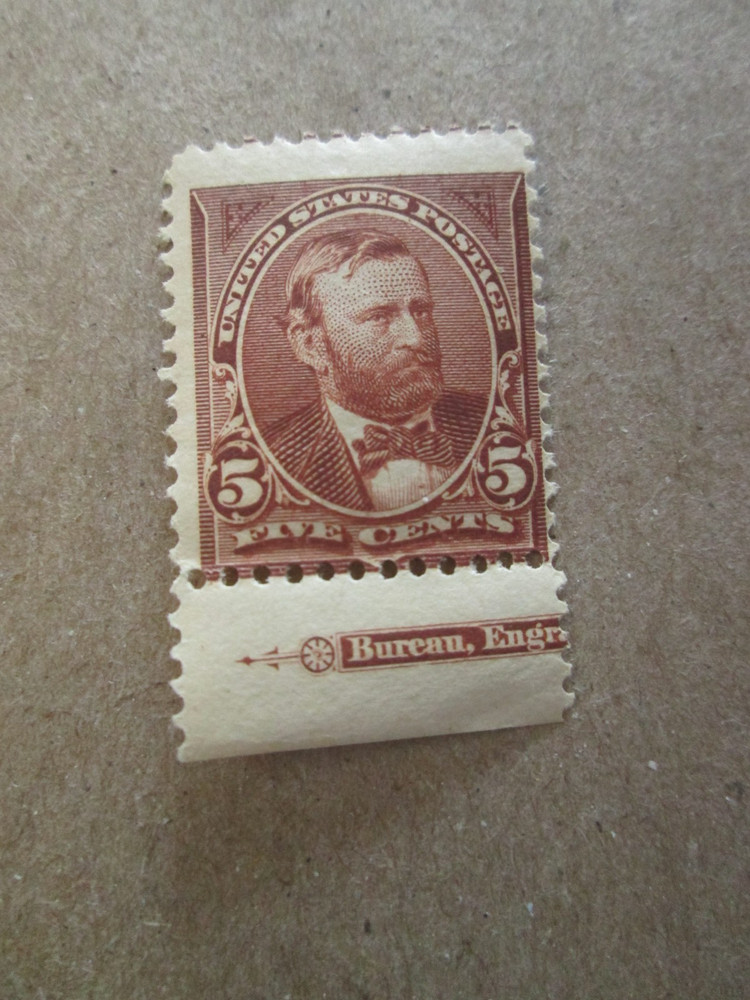 UNITED STATES POSTAGE
5 5
FIVE CENTS
Bureau, Engr.